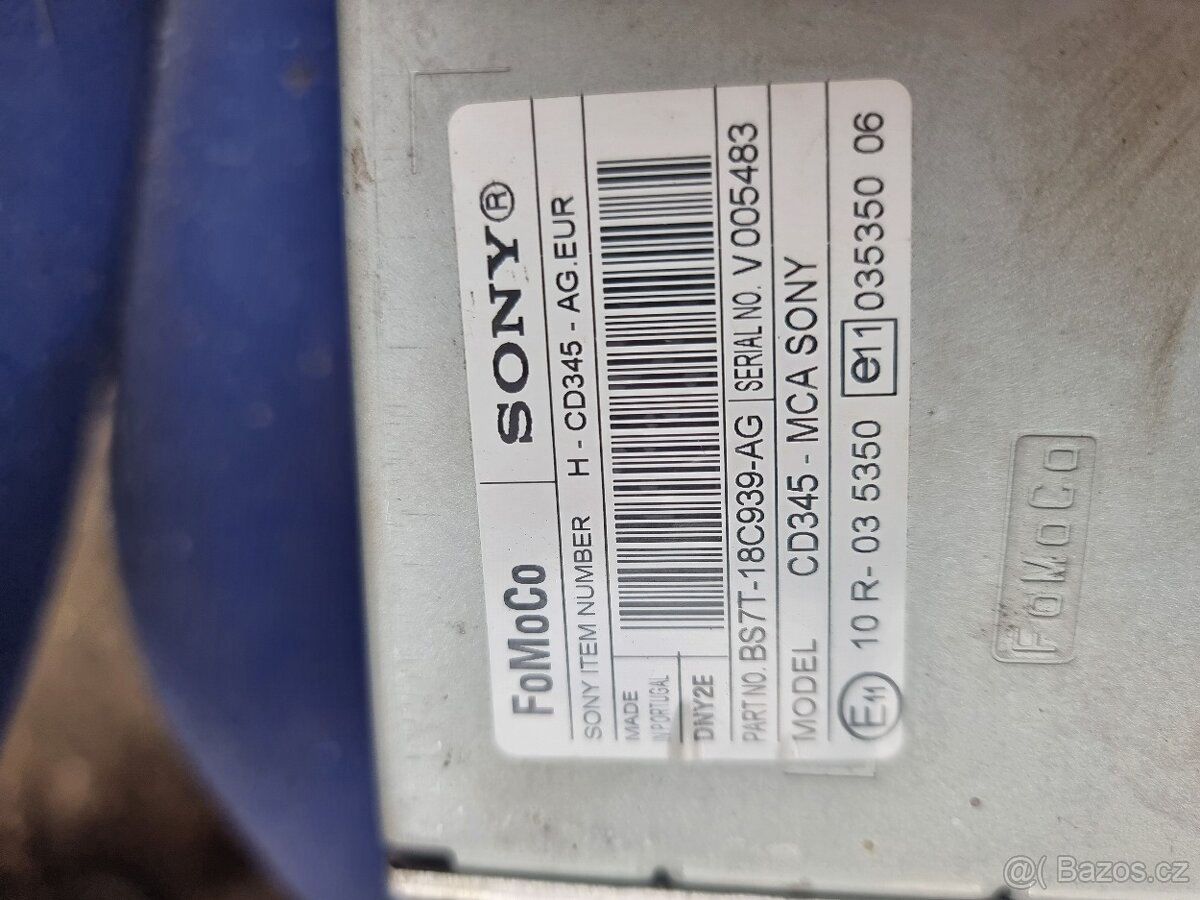 FoMoCo SONY®
SONY ITEM NUMBER H - CD345 - AG.EUR
MADE
IN PORTUGAL
DNY2E
PART NO. BS7T-18C939-AG SERIAL NO. V 005483
MODEL CD345 - MCA SONY
E11 10 R - 03 5350 e11 035350 06
FoMoCo
@( Bazos.cz